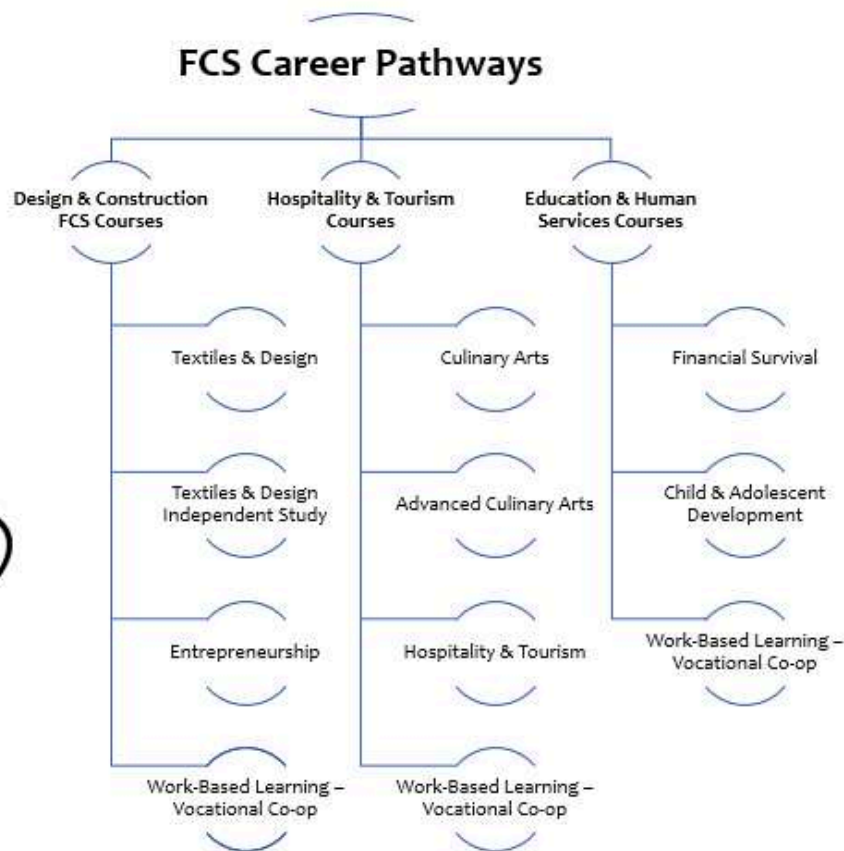 FCS Career Pathways
Design & Construction
FCS Courses
Hospitality & Tourism
Courses
Education & Human
Services Courses
Textiles & Design
Culinary Arts
Financial Survival
Textiles & Design
Independent Study
Advanced Culinary Arts
Child & Adolescent
Development
Entrepreneurship
Hospitality & Tourism
Work-Based Learning –
Vocational Co-op
Work-Based Learning –
Vocational Co-op
Work-Based Learning –
Vocational Co-op